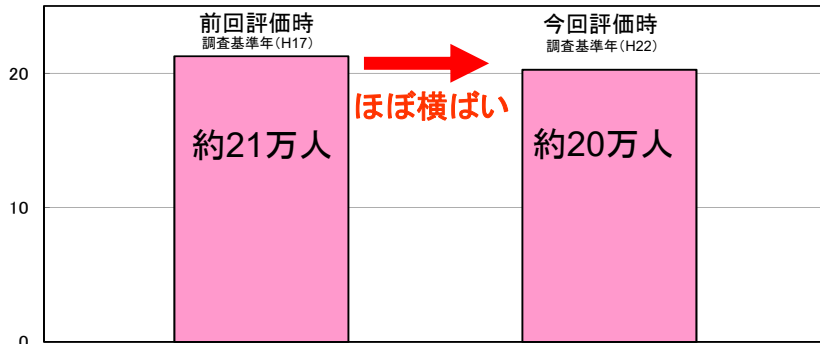 前回評価時
調査基準年(H17)
今回評価時
調査基準年(H22)
20
ほぼ横ばい
約21万人
約20万人
10
0